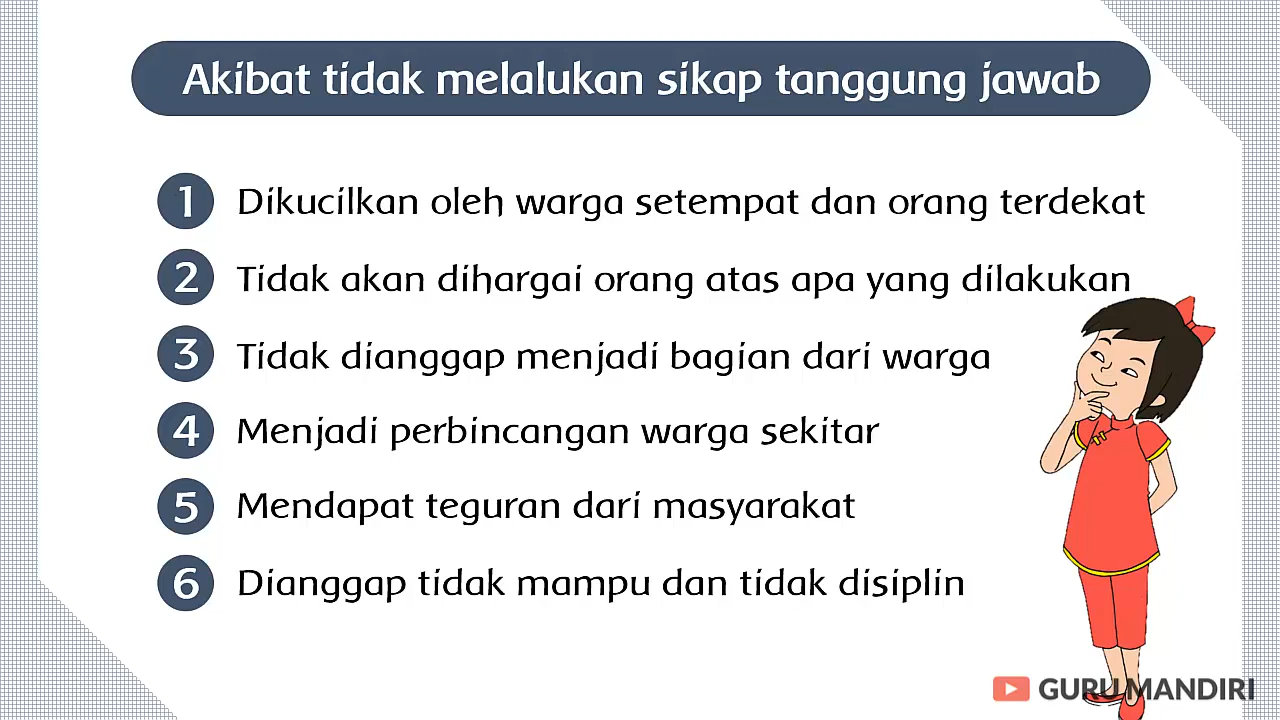 Akibat tidak melalukan sikap tanggung jawab
1 Dikucilkan oleh warga setempat dan orang terdekat
2 Tidak akan dihargai orang atas apa yang dilakukan
3 Tidak dianggap menjadi bagian dari warga
4 Menjadi perbincangan warga sekitar
5 Mendapat teguran dari masyarakat
6 Dianggap tidak mampu dan tidak disiplin
GURU MANDIRI